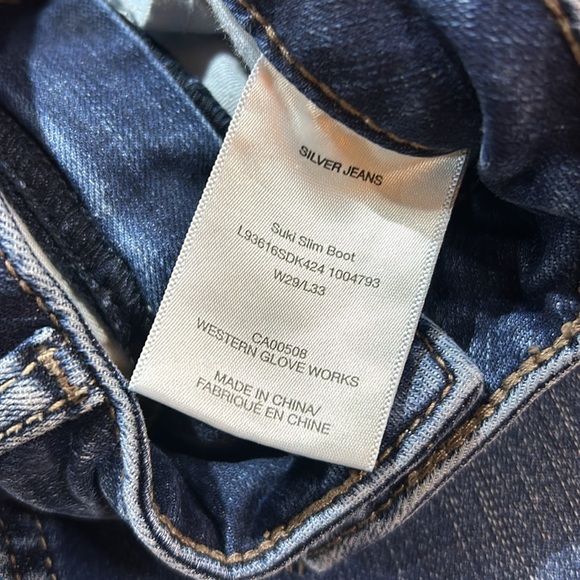 SILVER JEANS
Suki Slim Boot
L93616SDK424 1004793
W29/L33
CA00508
WESTERN GLOVE WORKS
MADE IN CHINA/
FABRIQUÉ EN CHINE